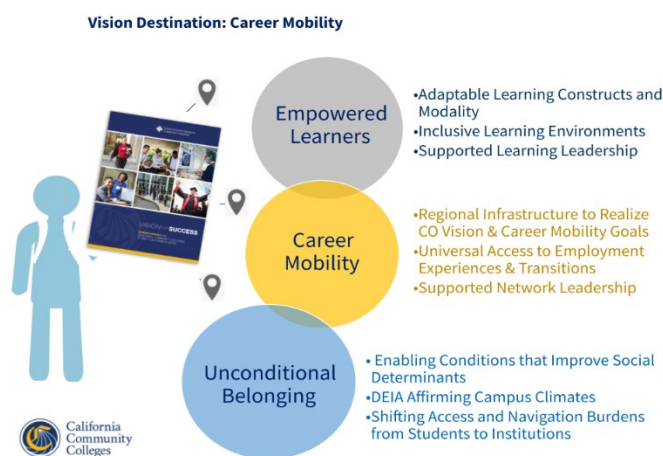 Vision Destination: Career Mobility
Empowered
Learners
•Adaptable Learning Constructs and
Modality
•Inclusive Learning Environments
•Supported Learning Leadership
VISION FOR SUCCESS
Career
Mobility
•Regional Infrastructure to Realize
CO Vision & Career Mobility Goals
•Universal Access to Employment
Experiences & Transitions
•Supported Network Leadership
Unconditional
Belonging
• Enabling Conditions that Improve Social
Determinants
•DEIA Affirming Campus Climates
•Shifting Access and Navigation Burdens
from Students to Institutions
California
Community
Colleges